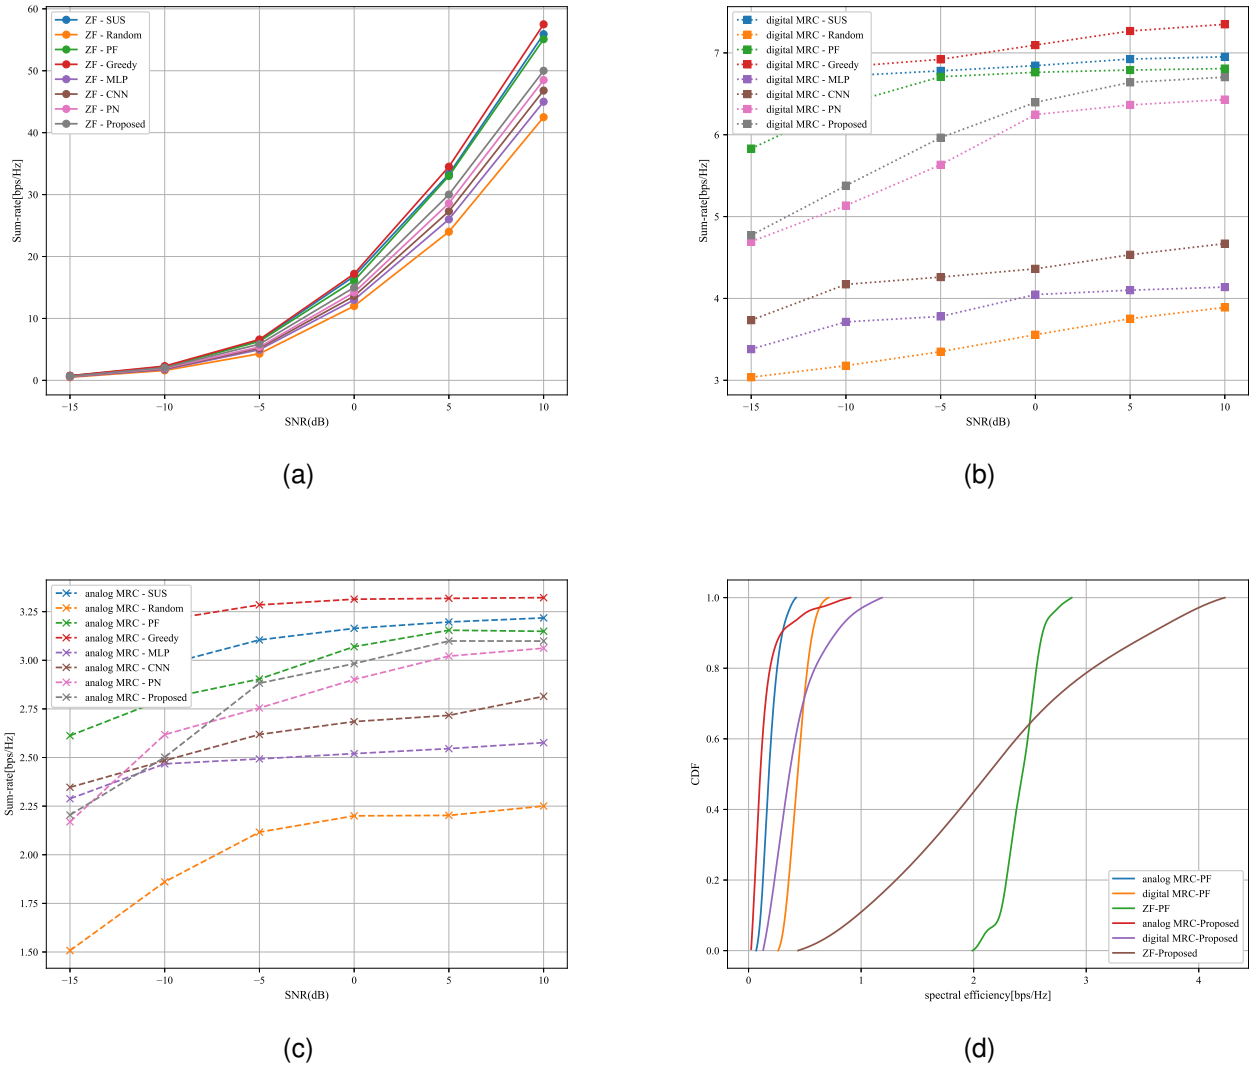 60
50
40
30
20
10
0
Sum-rate[bps/Hz]
−15
−10
−5
0
5
10
SNR(dB)
ZF - SUS
ZF - Random
ZF - PF
ZF - Greedy
ZF - MLP
ZF - CNN
ZF - PN
ZF - Proposed
(a)
7
6
5
4
3
Sum-rate[bps/Hz]
−15
−10
−5
0
5
10
SNR(dB)
digital MRC - SUS
digital MRC - Random
digital MRC - PF
digital MRC - Greedy
digital MRC - MLP
digital MRC - CNN
digital MRC - PN
digital MRC - Proposed
(b)
3.25
3.00
2.75
2.50
2.25
2.00
1.75
1.50
Sum-rate[bps/Hz]
−15
−10
−5
0
5
10
SNR(dB)
analog MRC - SUS
analog MRC - Random
analog MRC - PF
analog MRC - Greedy
analog MRC - MLP
analog MRC - CNN
analog MRC - PN
analog MRC - Proposed
(c)
1.0
0.8
0.6
0.4
0.2
0.0
CDF
0
1
2
3
4
spectral efficiency[bps/Hz]
analog MRC-PF
digital MRC-PF
ZF-PF
analog MRC-Proposed
digital MRC-Proposed
ZF-Proposed
(d)